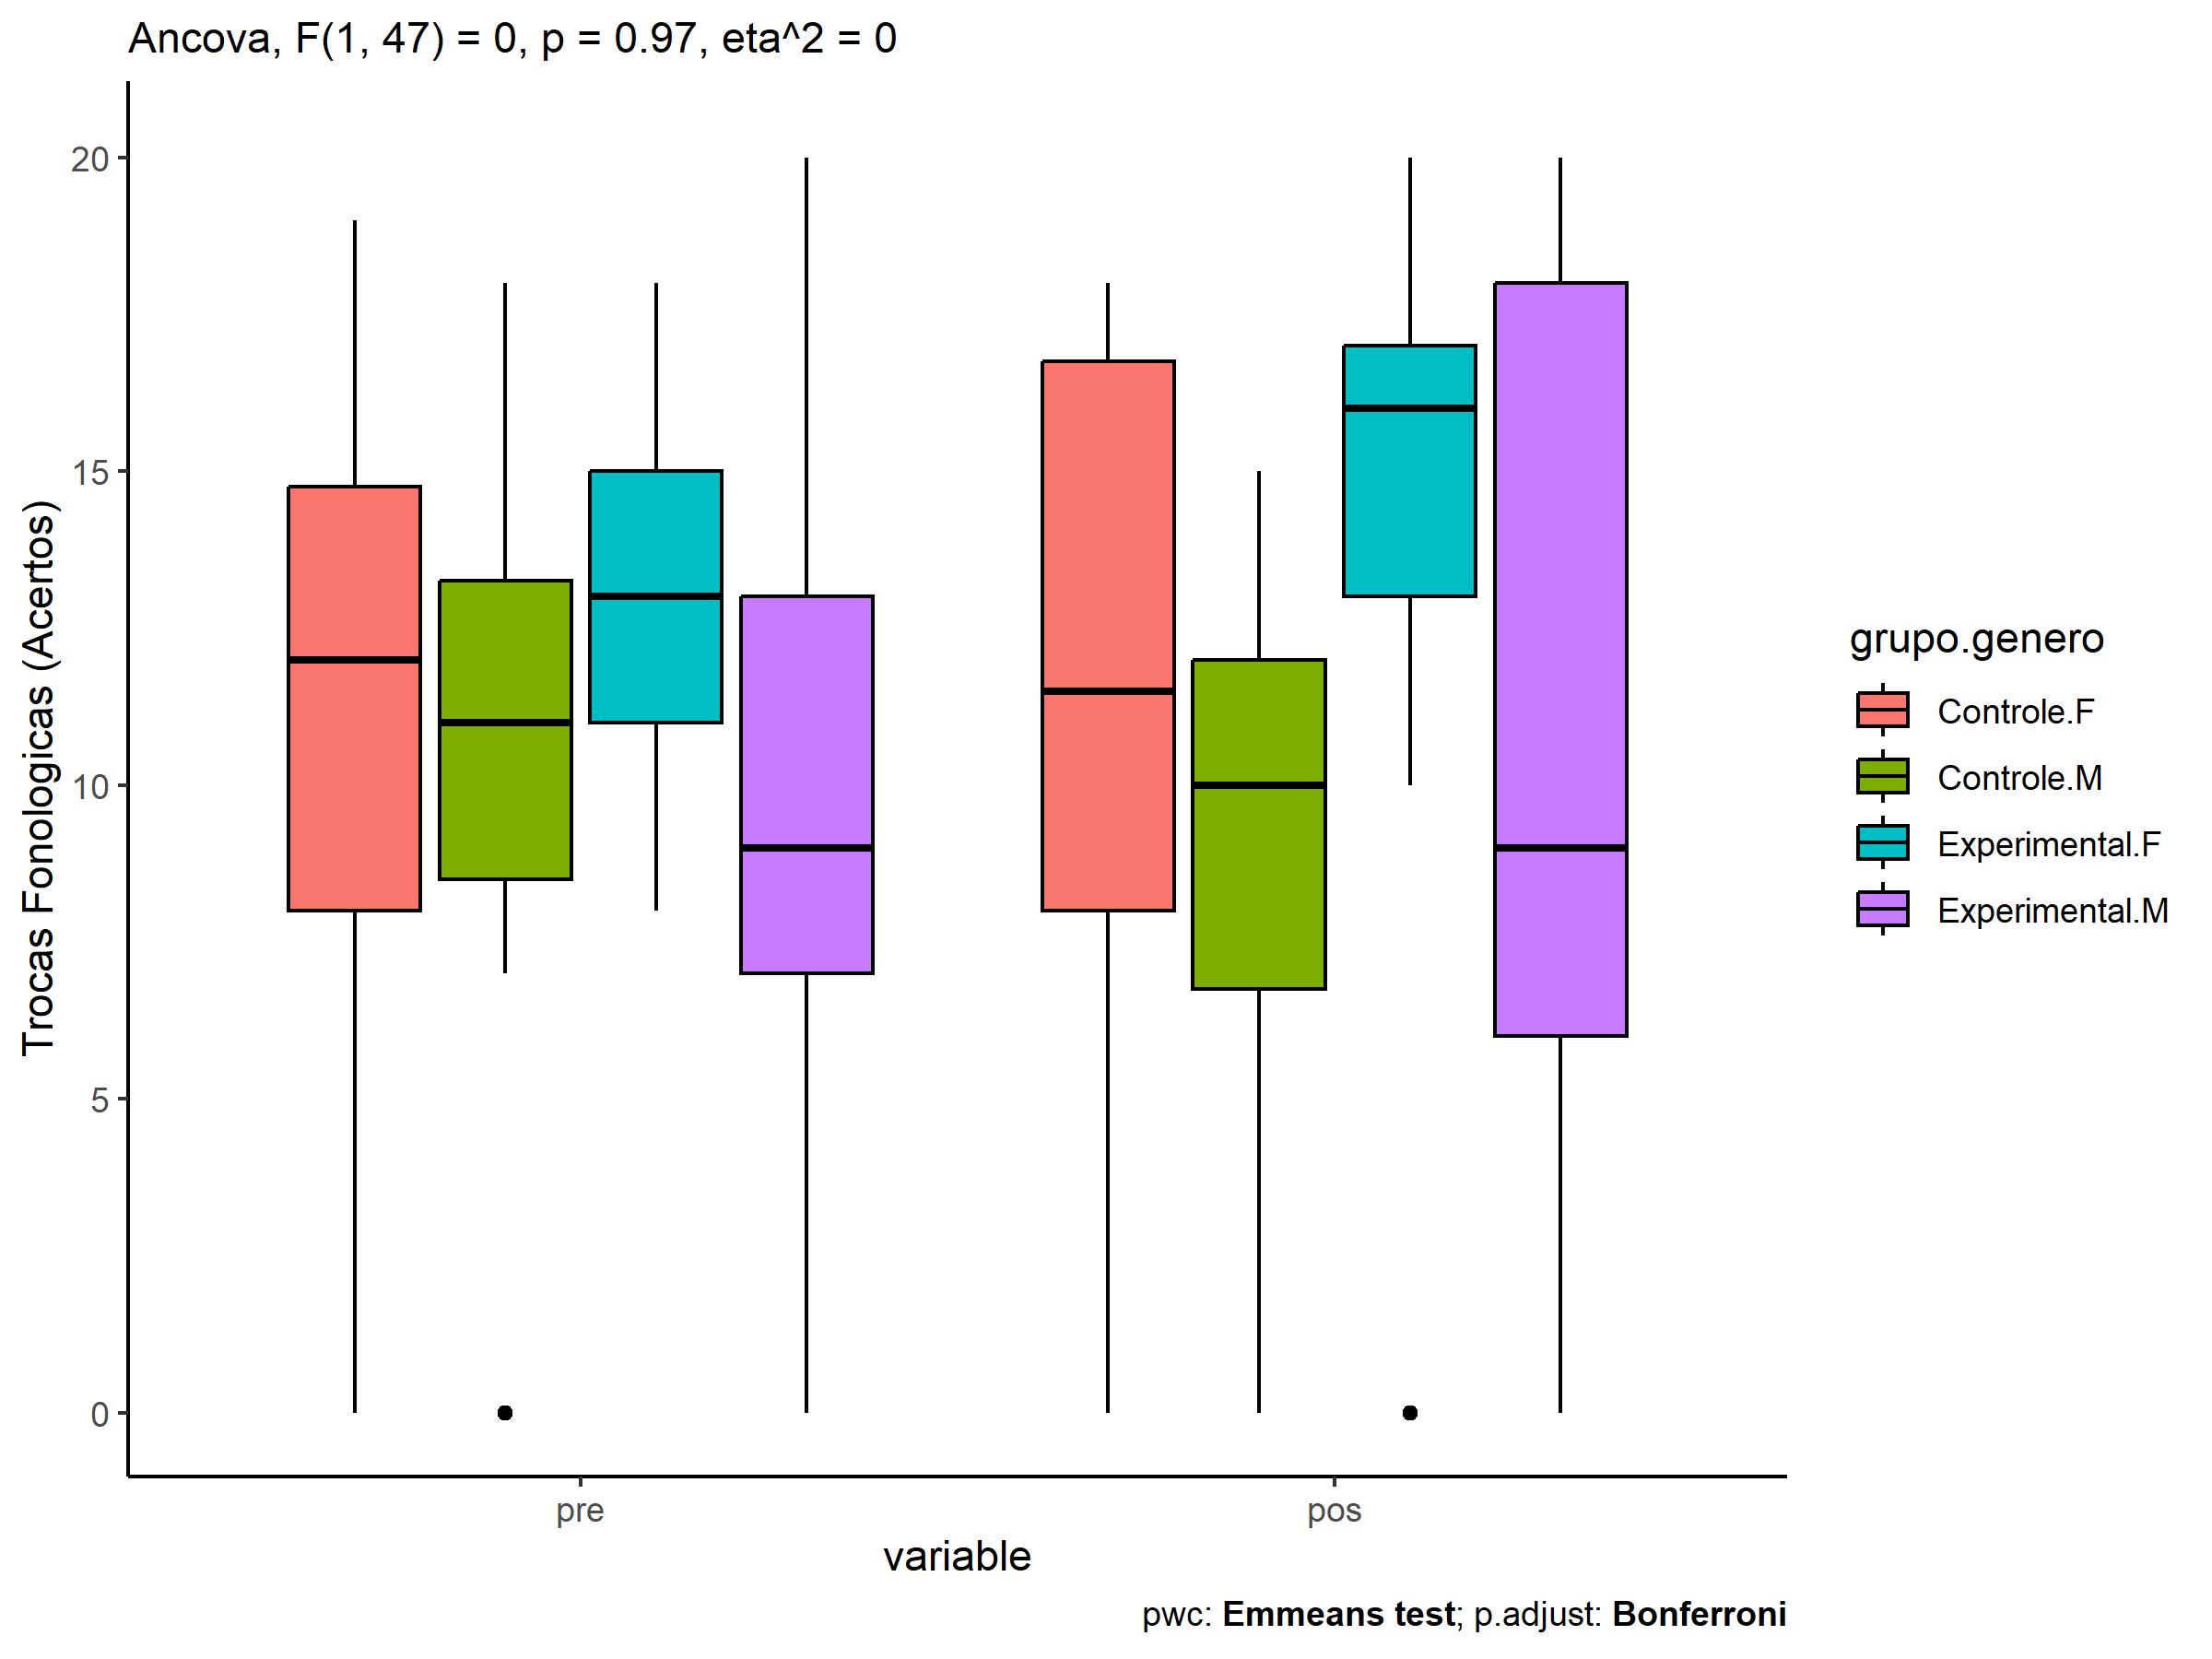 Ancova, F(1, 47) = 0, p = 0.97, eta^2 = 0
Trocas Fonologicas (Acertos)
20
15
10
5
0
pre
pos
variable
grupo.genero
Controle.F
Controle.M
Experimental.F
Experimental.M
pwc: Emmeans test; p.adjust: Bonferroni